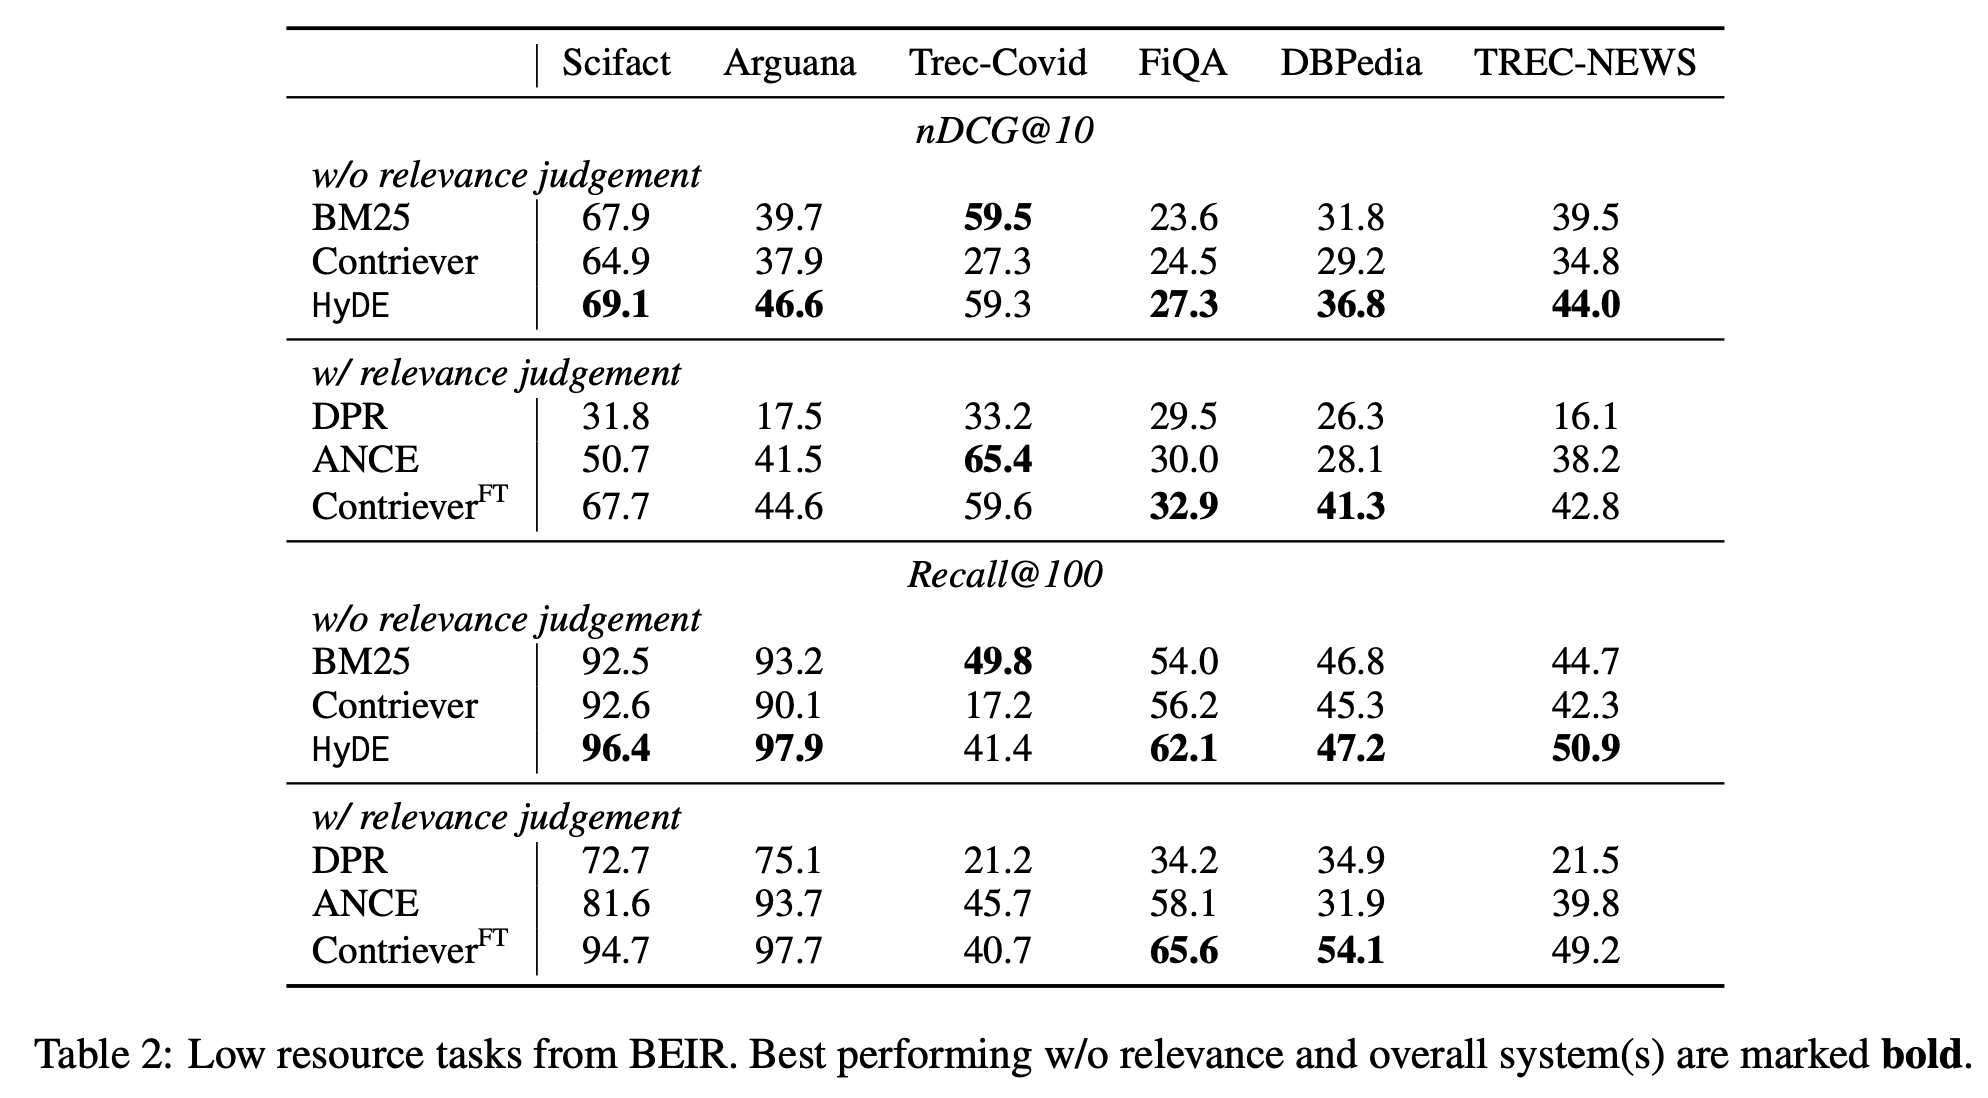 Scifact Arguana Trec-Covid FiQA DBPedia TREC-NEWS
nDCG@10
w/o relevance judgement
BM25 67.9 39.7 59.5 23.6 31.8 39.5
Contriever 64.9 37.9 27.3 24.5 29.2 34.8
HyDE 69.1 46.6 59.3 27.3 36.8 44.0
w/ relevance judgement
DPR 31.8 17.5 33.2 29.5 26.3 16.1
ANCE 50.7 41.5 65.4 30.0 28.1 38.2
Contriever^FT 67.7 44.6 59.6 32.9 41.3 42.8
Recall@100
w/o relevance judgement
BM25 92.5 93.2 49.8 54.0 46.8 44.7
Contriever 92.6 90.1 17.2 56.2 45.3 42.3
HyDE 96.4 97.9 41.4 62.1 47.2 50.9
w/ relevance judgement
DPR 72.7 75.1 21.2 34.2 34.9 21.5
ANCE 81.6 93.7 45.7 58.1 31.9 39.8
Contriever^FT 94.7 97.7 40.7 65.6 54.1 49.2
Table 2: Low resource tasks from BEIR. Best performing w/o relevance and overall system(s) are marked bold.